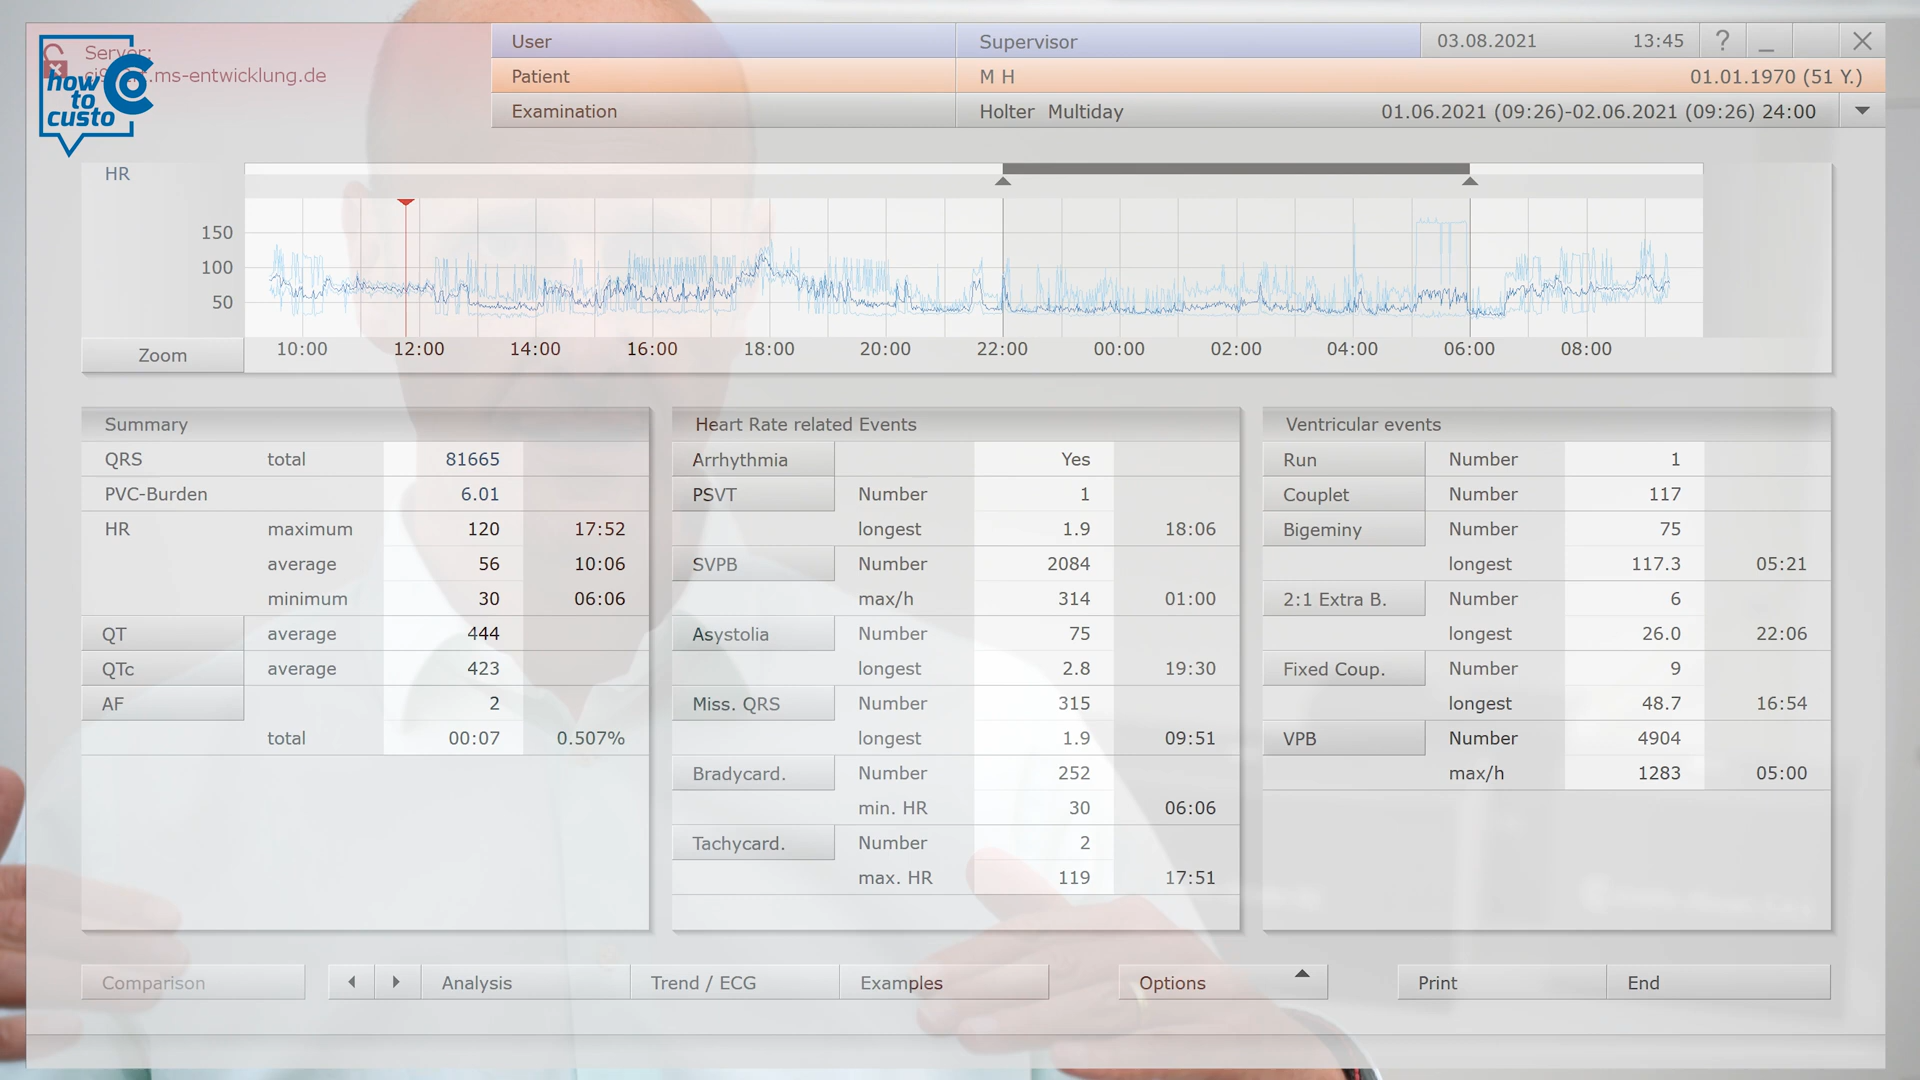 Server:
.ms-entwicklung.de
how
to
custo
User Supervisor 03.08.2021 13:45 ? _
Patient M H 01.01.1970 (51 Y.)
Examination Holter Multiday 01.06.2021 (09:26)-02.06.2021 (09:26) 24:00
HR
150
100
50
Zoom 10:00 12:00 14:00 16:00 18:00 20:00 22:00 00:00 02:00 04:00 06:00 08:00
Summary
QRS total 81665
PVC-Burden 6.01
HR maximum 120 17:52
average 56 10:06
minimum 30 06:06
QT average 444
QTc average 423
AF 2
total 00:07 0.507%
Heart Rate related Events
Arrhythmia Yes
PSVT Number 1
longest 1.9 18:06
SVPB Number 2084
max/h 314 01:00
Asystolia Number 75
longest 2.8 19:30
Miss. QRS Number 315
longest 1.9 09:51
Bradycard. Number 252
min. HR 30 06:06
Tachycard. Number 2
max. HR 119 17:51
Ventricular events
Run Number 1
Couplet Number 117
Bigeminy Number 75
longest 117.3 05:21
2:1 Extra B. Number 6
longest 26.0 22:06
Fixed Coup. Number 9
longest 48.7 16:54
VPB Number 4904
max/h 1283 05:00
Comparison Analysis Trend / ECG Examples Options Print End